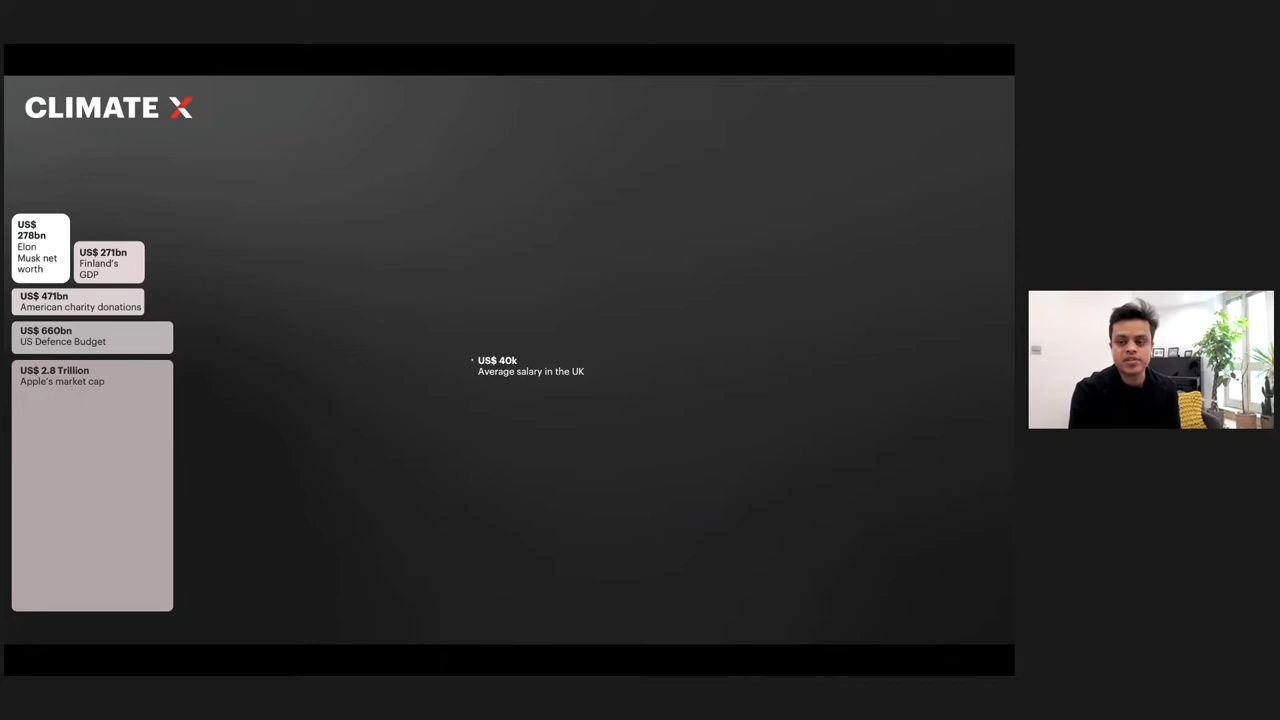 CLIMATE X
US$
278bn
Elon
Musk net
worth
US$ 271bn
Finland's
GDP
US$ 471bn
American charity donations
US$ 660bn
US Defence Budget
US$ 2.8 Trillion
Apple's market cap
US$ 40k
Average salary in the UK